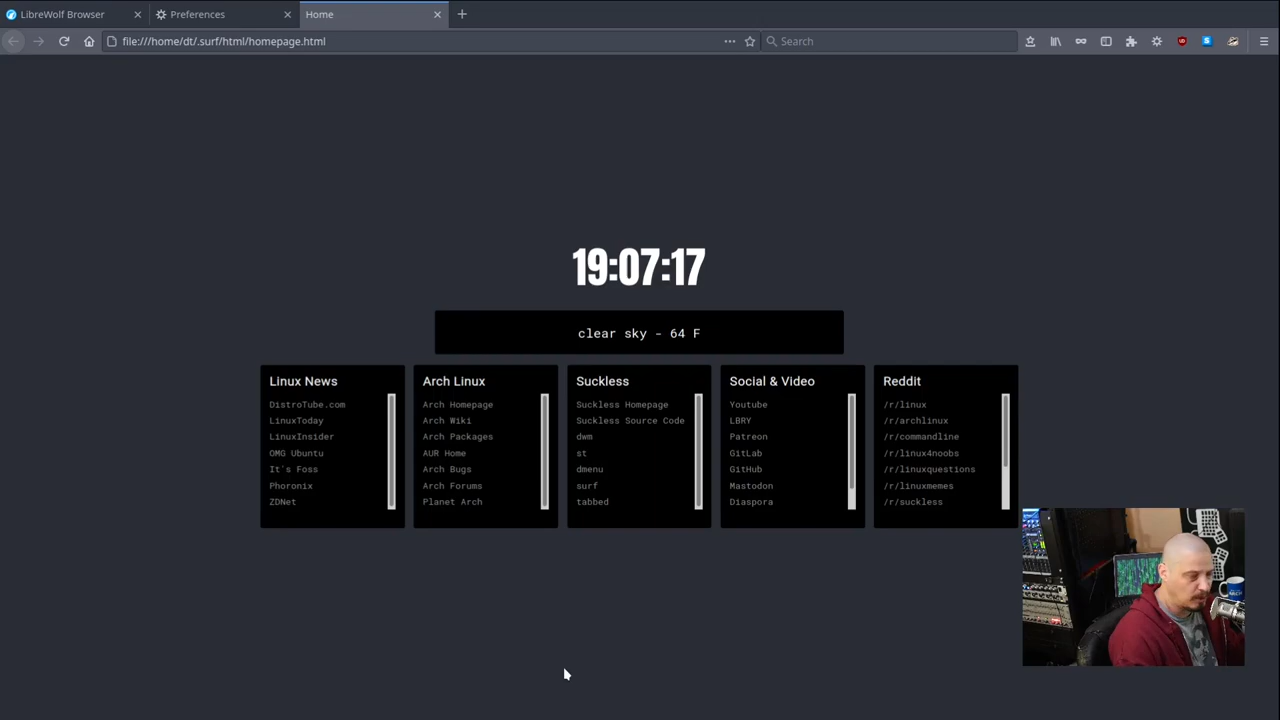 LibreWolf Browser
Preferences
Home
file:///home/dt/.surf/html/homepage.html
Search
19:07:17
clear sky - 64 F
Linux News
DistroTube.com
LinuxToday
LinuxInsider
OMG Ubuntu
It's Foss
Phoronix
ZDNet
Arch Linux
Arch Homepage
Arch Wiki
Arch Packages
AUR Home
Arch Bugs
Arch Forums
Planet Arch
Suckless
Suckless Homepage
Suckless Source Code
dwm
st
dmenu
surf
tabbed
Social & Video
Youtube
LBRY
Patreon
GitLab
GitHub
Mastodon
Diaspora
Reddit
/r/linux
/r/archlinux
/r/commandline
/r/linux4noobs
/r/linuxquestions
/r/linuxmemes
/r/suckless